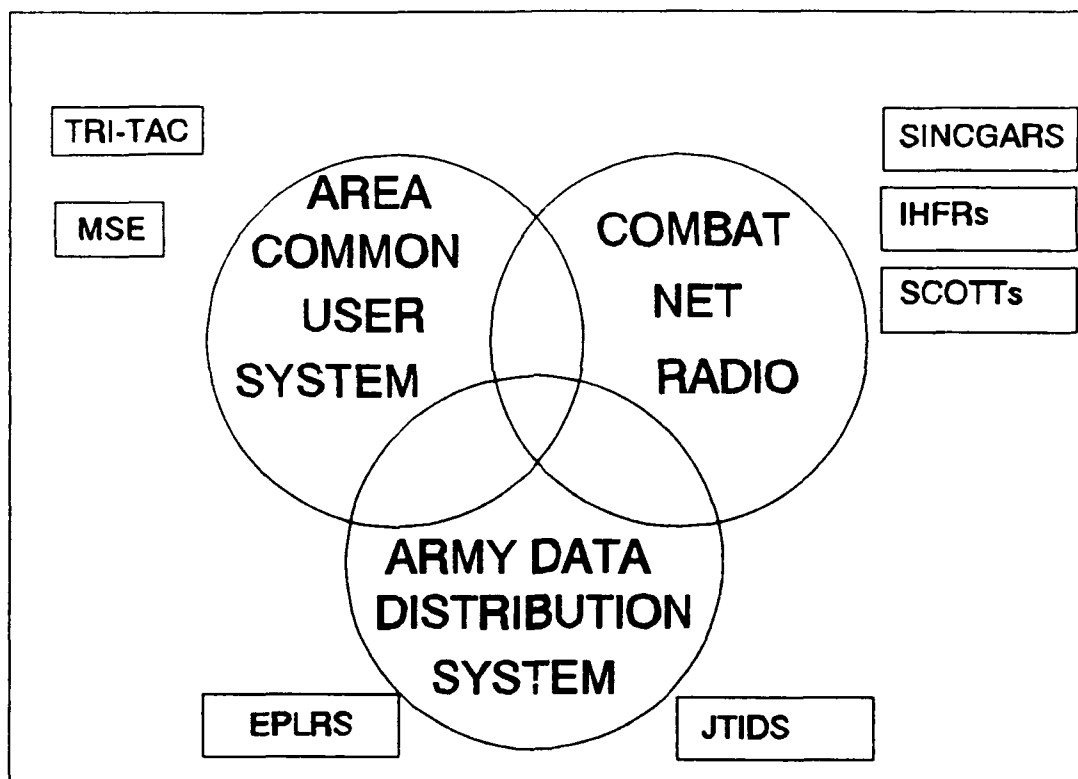 TRI-TAC
MSE
AREA
COMMON
USER
SYSTEM
COMBAT
NET
RADIO
SINCGARS
IHFRs
SCOTTs
ARMY DATA
DISTRIBUTION
SYSTEM
EPLRS
JTIDS